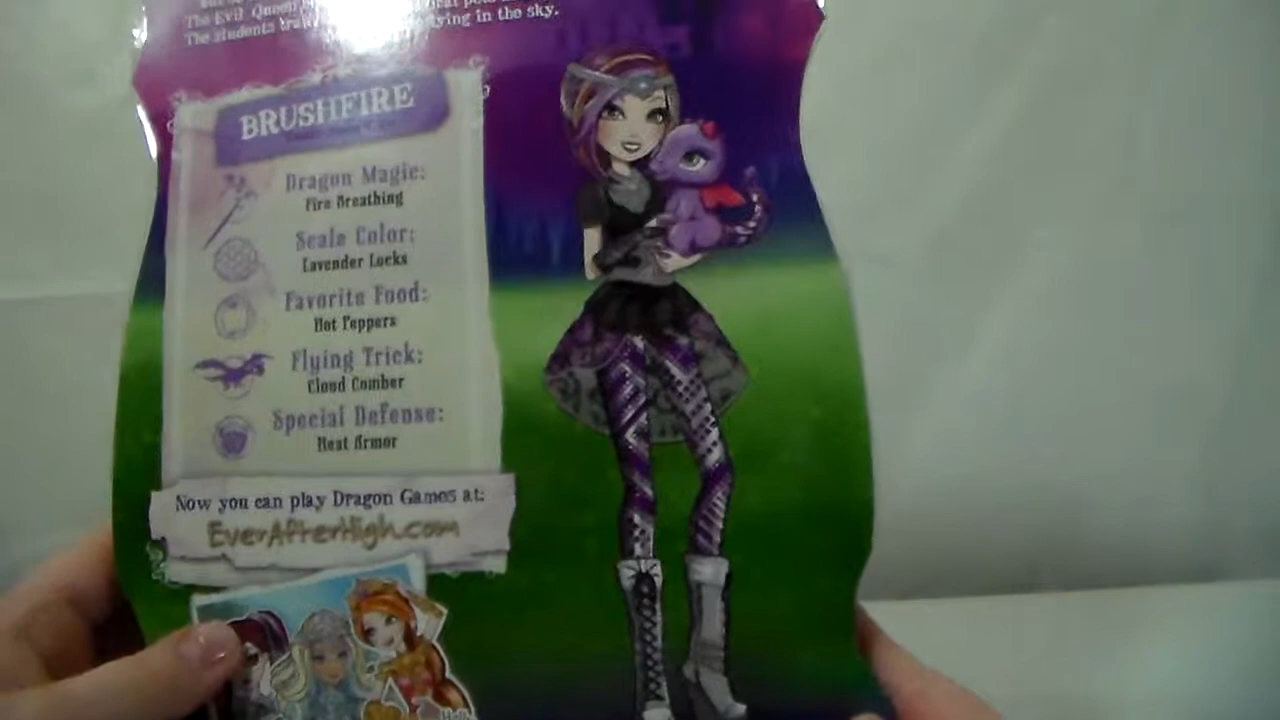 The Evil Queen
The students
flying in the sky.
BRUSHFIRE
Dragon Magic:
Fire Breathing
Scale Color:
Lavender Locks
Favorite Food:
Hot Peppers
Flying Trick:
Cloud Comber
Special Defense:
Heat Armor
Now you can play Dragon Games at:
EverAfterHigh.com